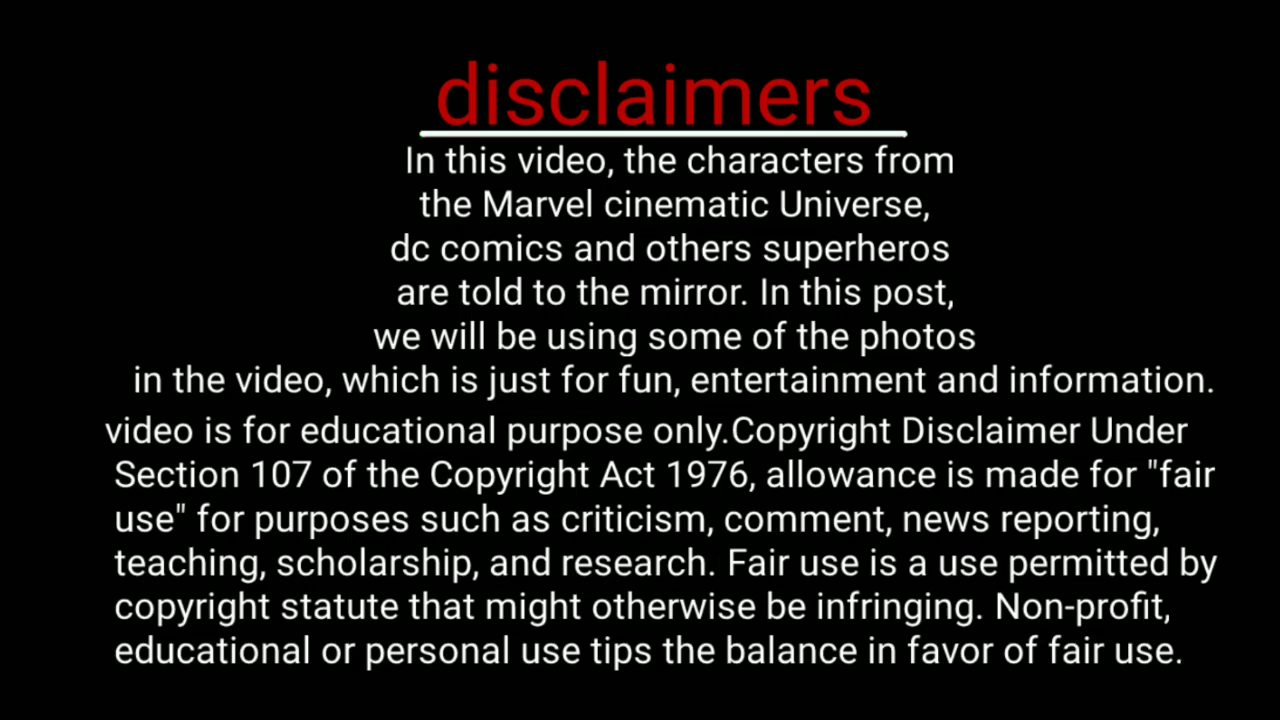 disclaimers
In this video, the characters from
the Marvel cinematic Universe,
dc comics and others superheros
are told to the mirror. In this post,
we will be using some of the photos
in the video, which is just for fun, entertainment and information.
video is for educational purpose only.Copyright Disclaimer Under
Section 107 of the Copyright Act 1976, allowance is made for "fair
use" for purposes such as criticism, comment, news reporting,
teaching, scholarship, and research. Fair use is a use permitted by
copyright statute that might otherwise be infringing. Non-profit,
educational or personal use tips the balance in favor of fair use.